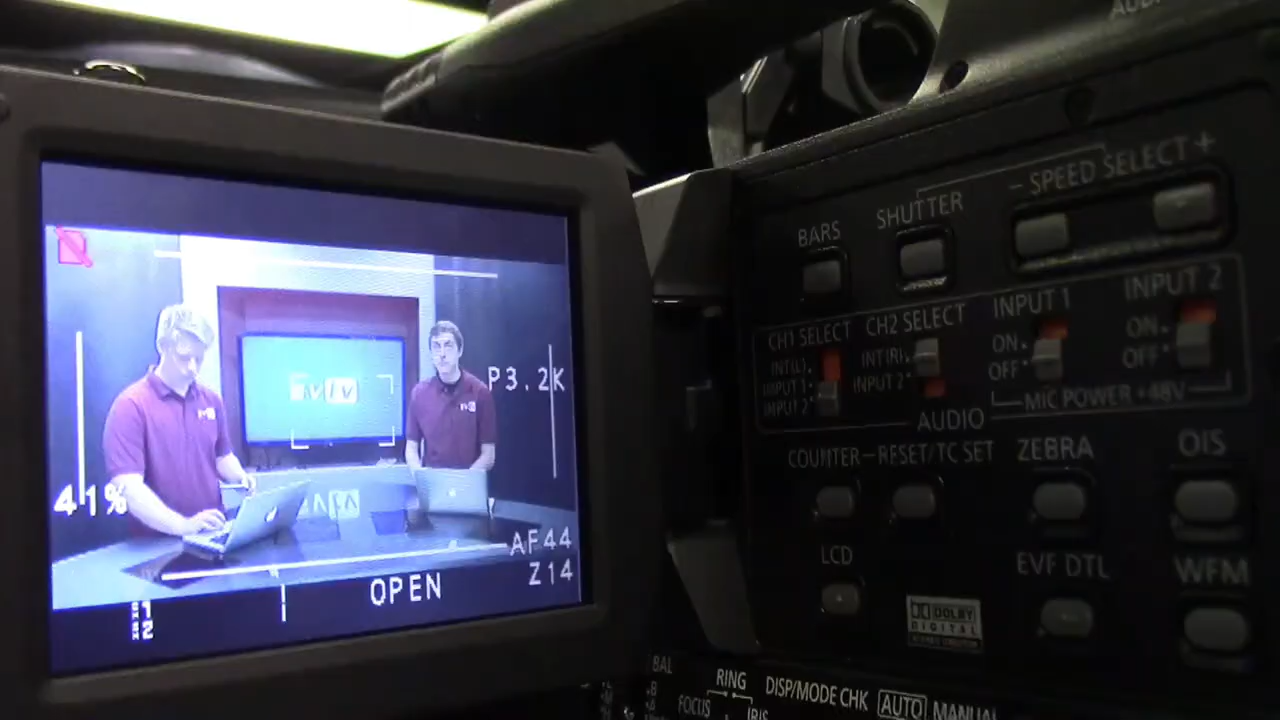 P3.2K
41%
AF44
Z14
OPEN
SHUTTER
- SPEED SELECT +
BARS
CH1 SELECT
CH2 SELECT
INPUT 1
INPUT 2
INT(L)
INPUT 1
INPUT 2
INT(R)
INPUT 2
ON
OFF
ON
OFF
AUDIO
MIC POWER +48V
COUNTER
RESET/TC SET
ZEBRA
OIS
LCD
EVF DTL
WFM
DOLBY
DIGITAL
BAL
B
RING
FOCUS
IRIS
DISP/MODE CHK
AUTO
MANUAL